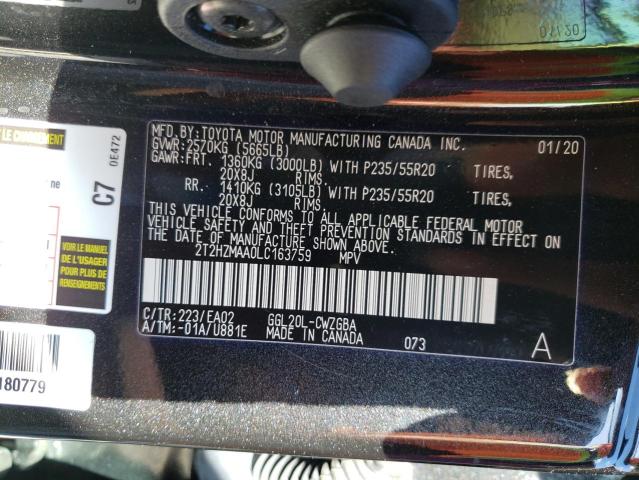 01/20
MFD.BY: TOYOTA MOTOR MANUFACTURING CANADA INC. 01/20
GVWR: 2570KG (5665LB)
GAWR: FRT. 1360KG (3000LB) WITH P235/55R20 TIRES,
20X8J RIMS.
RR. 1410KG (3105LB) WITH P235/55R20 TIRES,
20X8J RIMS.
THIS VEHICLE CONFORMS TO ALL APPLICABLE FEDERAL MOTOR
VEHICLE SAFETY AND THEFT PREVENTION STANDARDS IN EFFECT ON
THE DATE OF MANUFACTURE SHOWN ABOVE.
2T2HZMAA0LC163759 MPV
C/TR: 223/EA02 GGL20L-CWZGBA
A/TM: -01A/U881E MADE IN CANADA 073 A
LE CHARGEMENT
0E472
C7
VOIR LE MANUEL
DE L'USAGER
POUR PLUS
180779